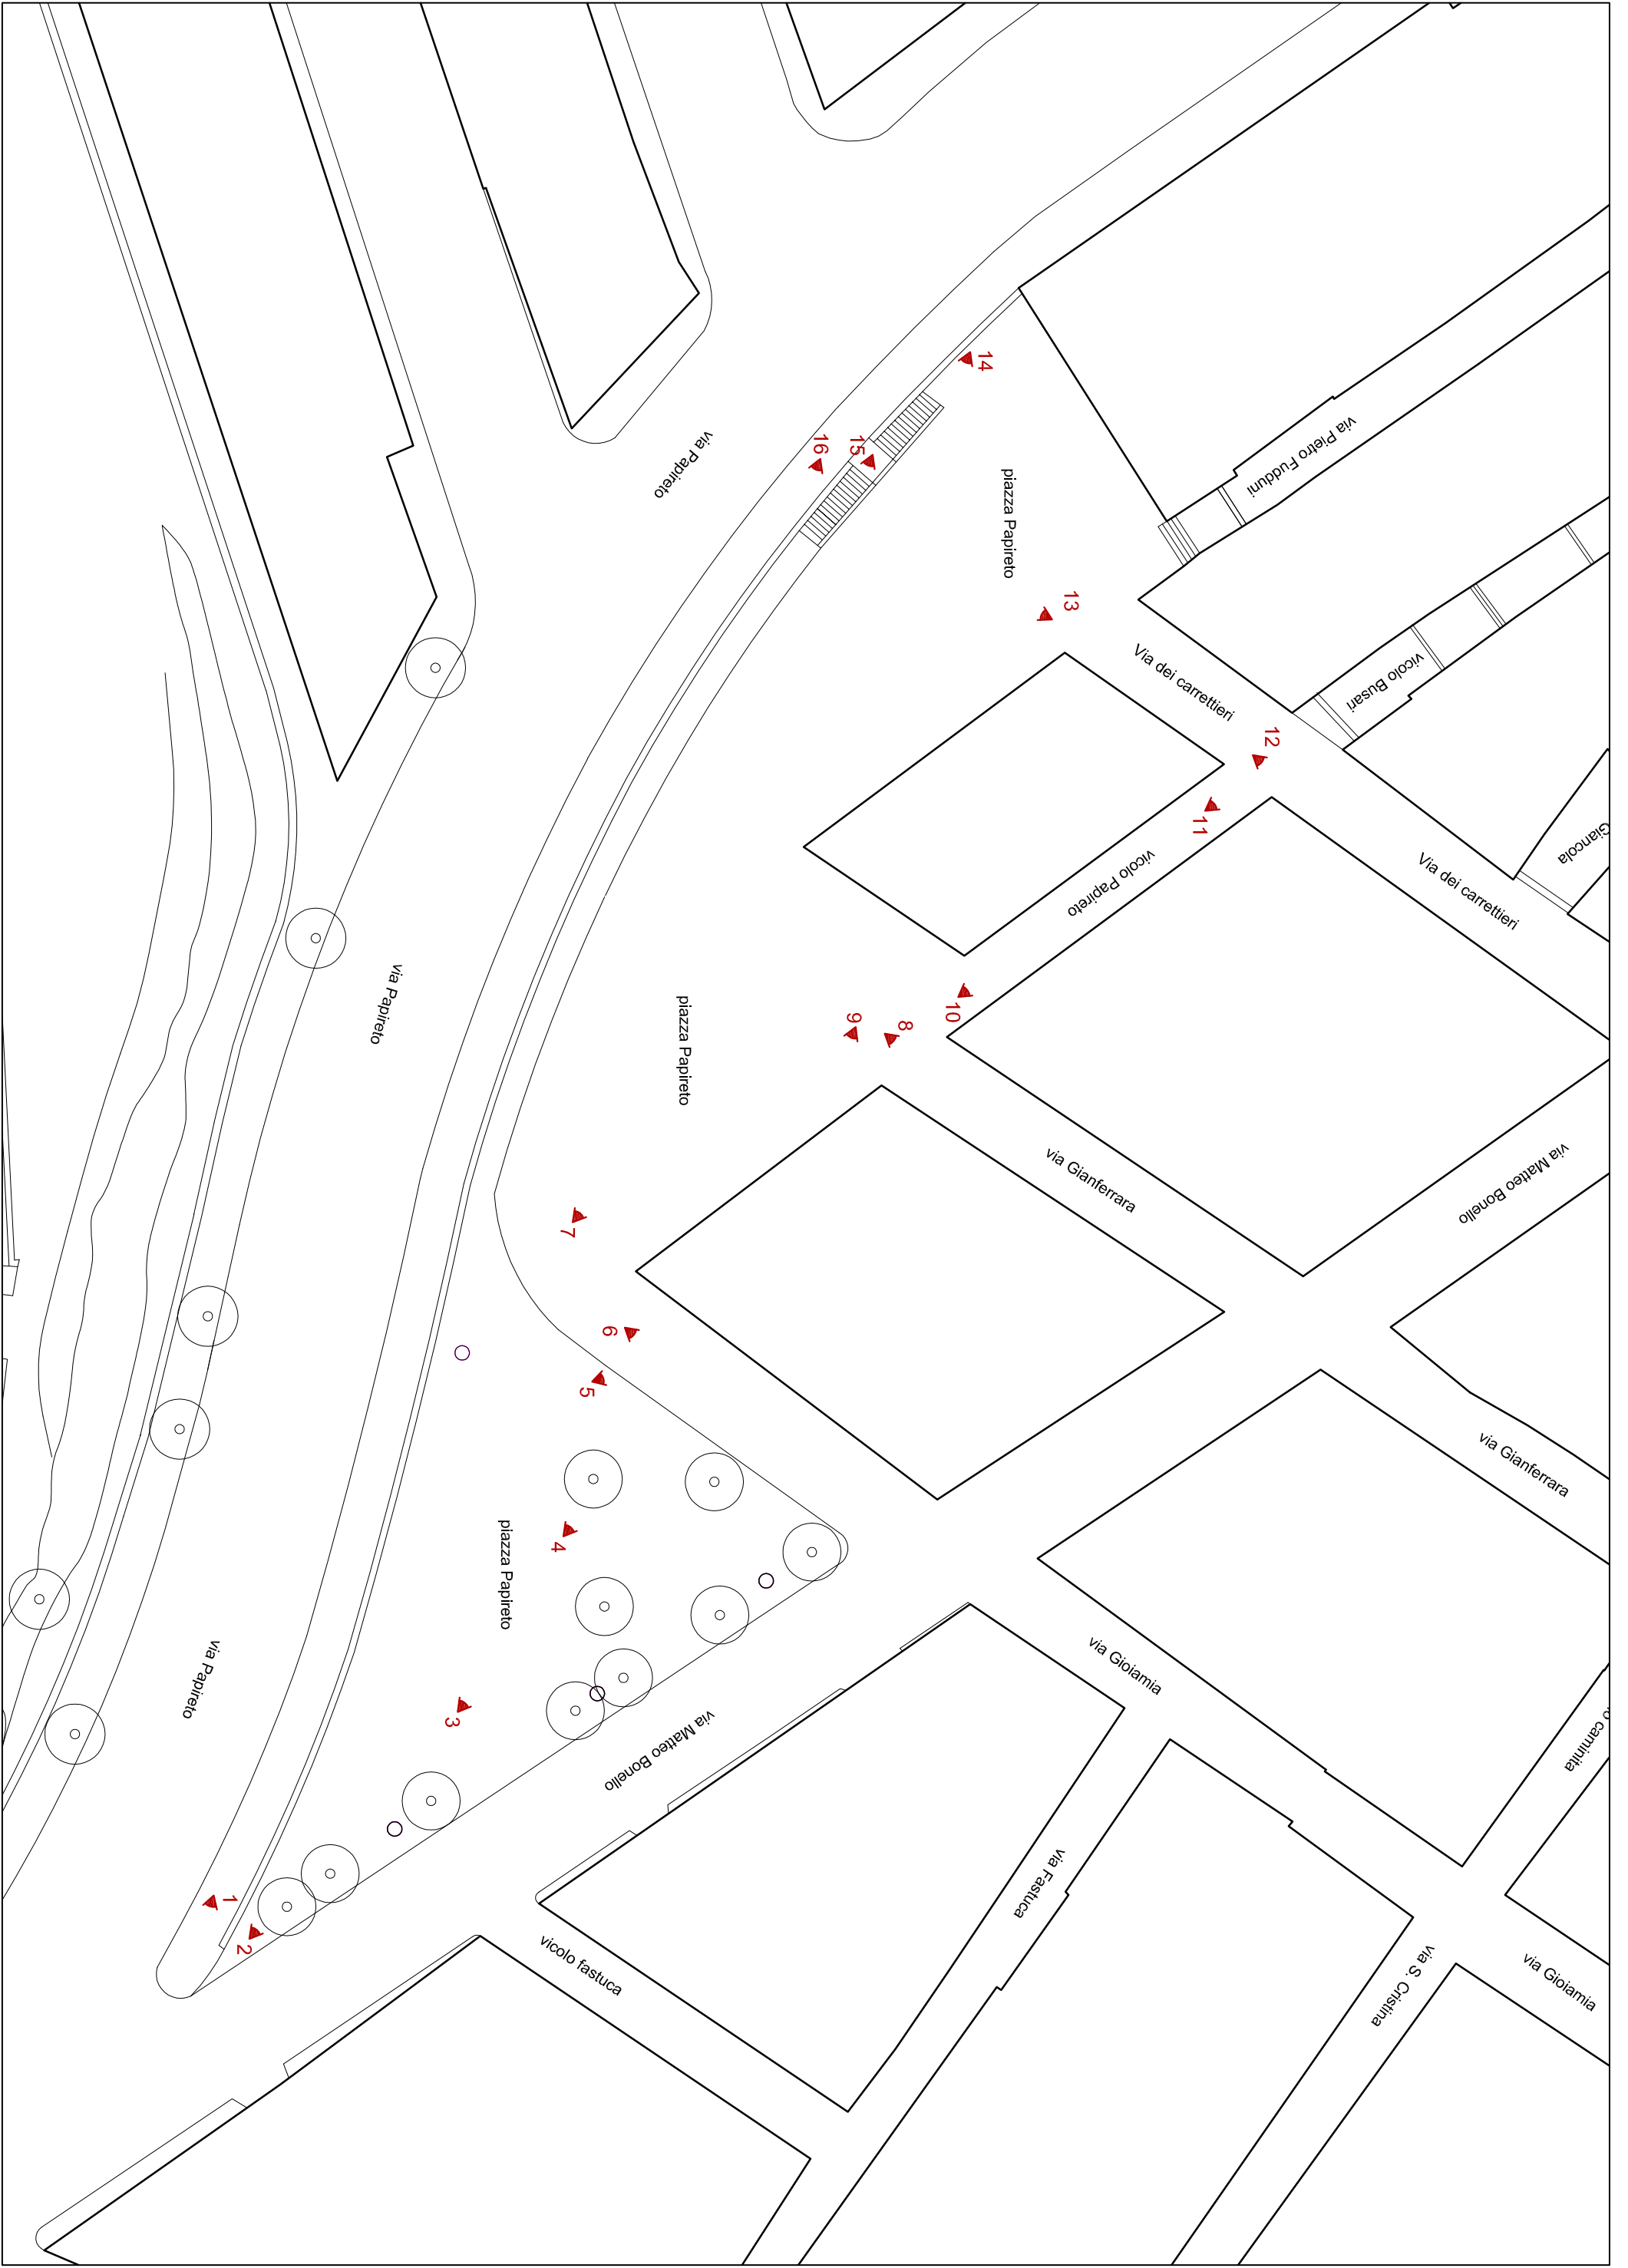 14
16
15
via Papireto
piazza Papireto
via Pietro Fudduni
13
Via dei carrettieri
vicolo Busari
12
11
vicolo Papireto
Giancola
Via dei carrettieri
via Papireto
piazza Papireto
9
8
10
via Gianferrara
via Matteo Bonello
7
6
5
via Gianferrara
piazza Papireto
4
via Papireto
via Gioiamia
3
via Matteo Bonello
caminita
1
2
via Fastuca
vicolo fastuca
via S. Cristina
via Gioiamia